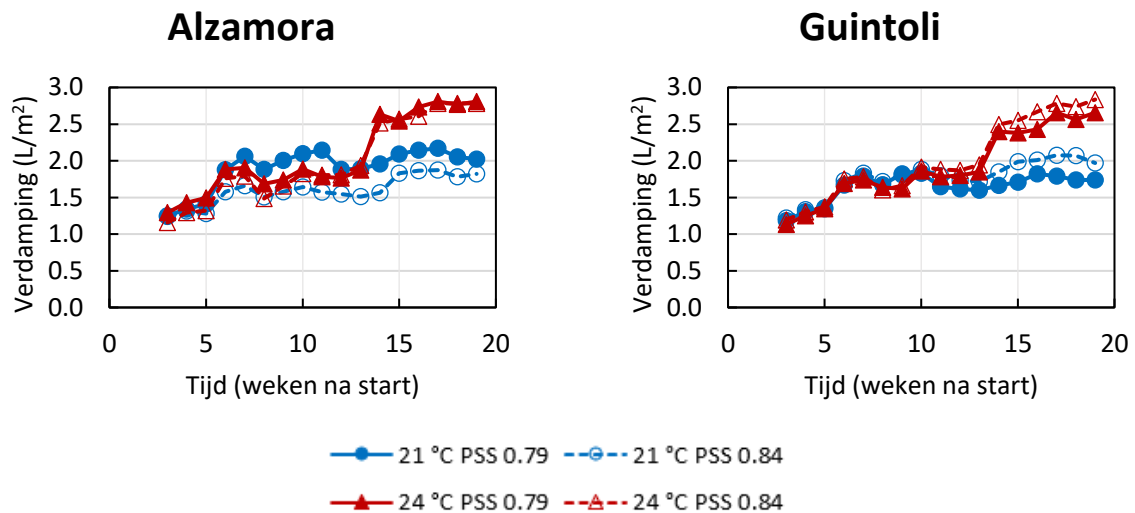 Alzamora
Verdamping (L/m²)
3.0
2.5
2.0
1.5
1.0
0.5
0.0
0 5 10 15 20
Tijd (weken na start)
Guintoli
Verdamping (L/m²)
3.0
2.5
2.0
1.5
1.0
0.5
0.0
0 5 10 15 20
Tijd (weken na start)
21 °C PSS 0.79 21 °C PSS 0.84
24 °C PSS 0.79 24 °C PSS 0.84